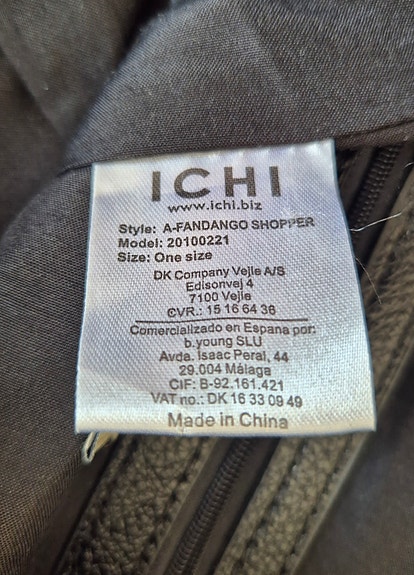 ICHI
www.ichi.biz
Style: A-FANDANGO SHOPPER
Model: 20100221
Size: One size
DK Company Vejle A/S
Edisonvej 4
7100 Vejle
CVR.: 15 16 64 36
Comercializado en Espana por:
b.young SLU
Avda. Isaac Peral, 44
29.004 Málaga
CIF: B-92.161.421
VAT no.: DK 16 33 09 49
Made in China